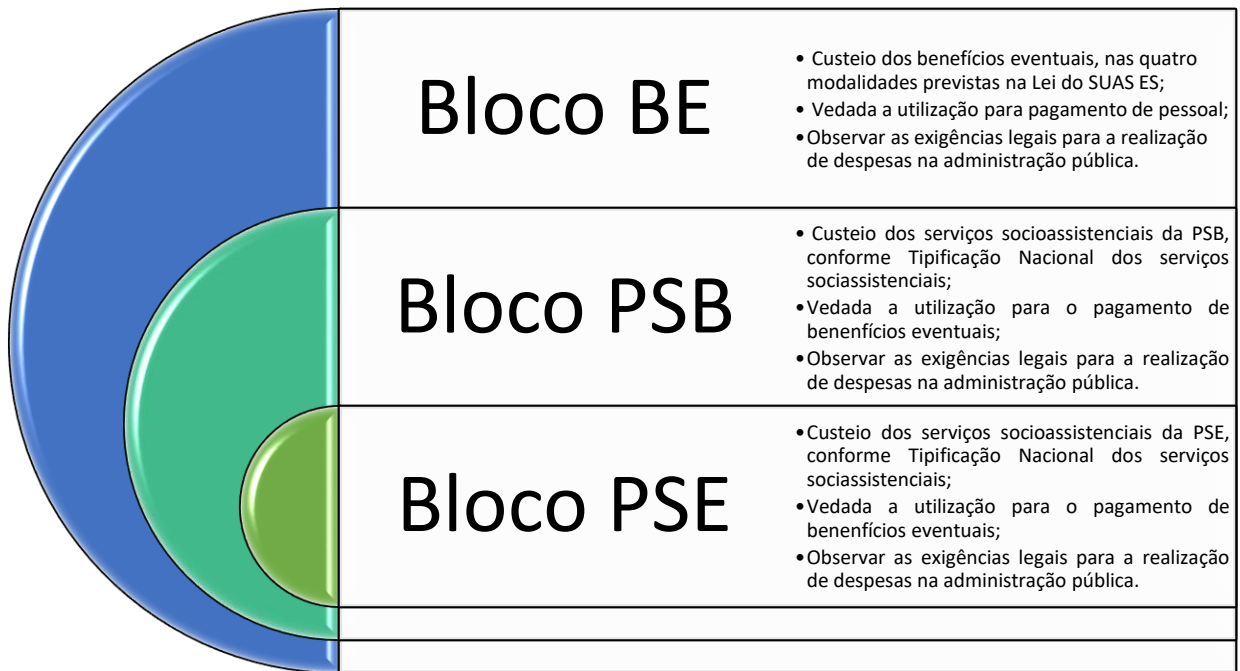 Bloco BE
• Custeio dos benefícios eventuais, nas quatro
modalidades previstas na Lei do SUAS ES;
• Vedada a utilização para pagamento de pessoal;
•Observar as exigências legais para a realização
de despesas na administração pública.
Bloco PSB
• Custeio dos serviços socioassistenciais da PSB,
conforme Tipificação Nacional dos serviços
sociassistenciais;
•Vedada a utilização para o pagamento de
benenfícios eventuais;
•Observar as exigências legais para a realização
de despesas na administração pública.
Bloco PSE
•Custeio dos serviços socioassistenciais da PSE,
conforme Tipificação Nacional dos serviços
sociassistenciais;
•Vedada a utilização para o pagamento de
benenfícios eventuais;
•Observar as exigências legais para a realização
de despesas na administração pública.